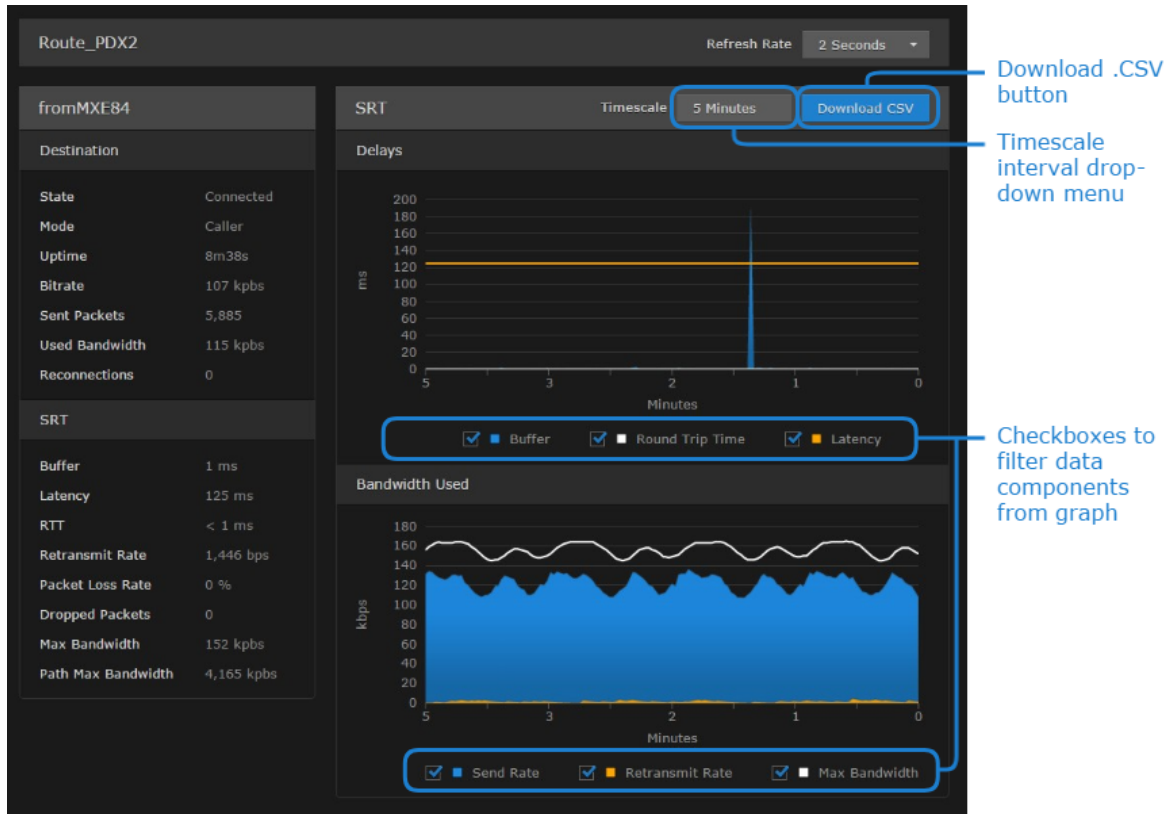 Route_PDX2
Refresh Rate 2 Seconds
Download .CSV
button
fromMXE84
SRT Timescale 5 Minutes Download CSV
Timescale
interval drop-
down menu
Destination
State Connected
Mode Caller
Uptime 8m38s
Bitrate 107 kpbs
Sent Packets 5,885
Used Bandwidth 115 kpbs
Reconnections 0
SRT
Buffer 1 ms
Latency 125 ms
RTT < 1 ms
Retransmit Rate 1,446 bps
Packet Loss Rate 0 %
Dropped Packets 0
Max Bandwidth 152 kpbs
Path Max Bandwidth 4,165 kpbs
Delays
200
180
160
140
120
100
80
60
40
20
0
ms
5 3 2 1 0
Minutes
Buffer Round Trip Time Latency
Checkboxes to
filter data
components
from graph
Bandwidth Used
180
160
140
120
100
80
60
40
20
0
kbps
5 3 2 1 0
Minutes
Send Rate Retransmit Rate Max Bandwidth